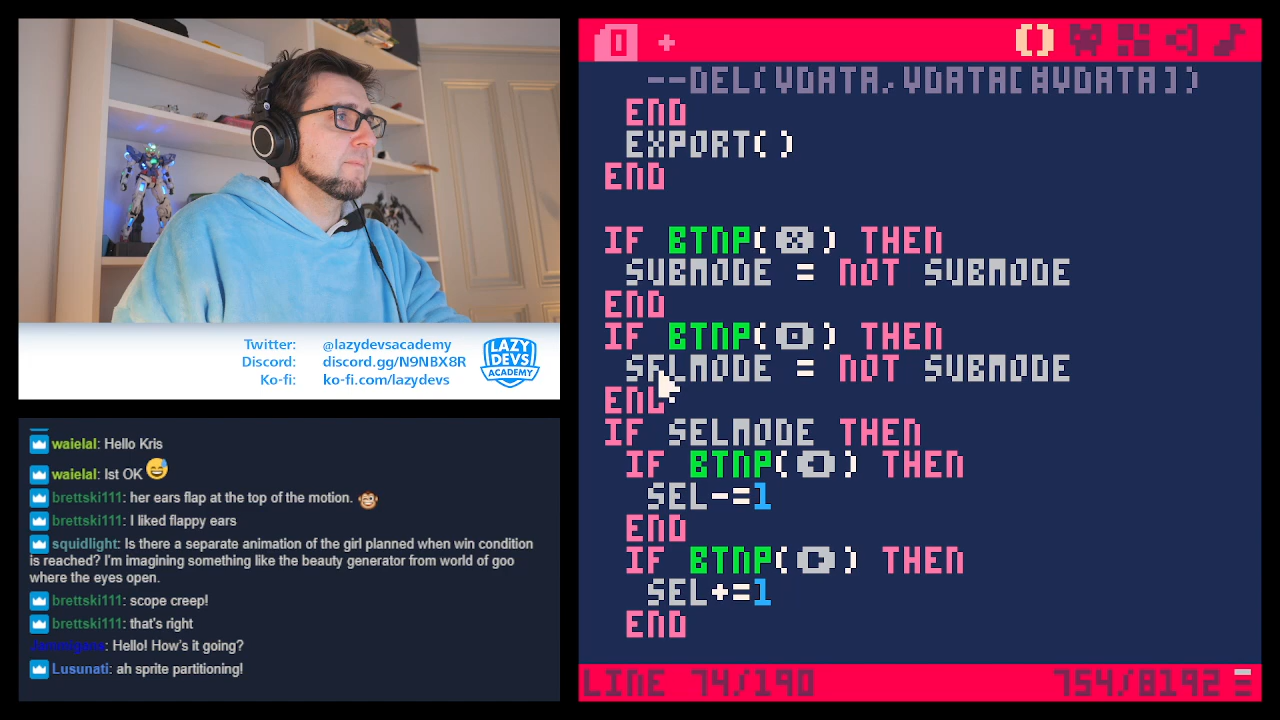 --DEL(VDATA,VDATA[#VDATA])
END
EXPORT()
END
IF BTNP(❎) THEN
SUBMODE = NOT SUBMODE
END
IF BTNP(🅾️) THEN
SELMODE = NOT SUBMODE
END
IF SELMODE THEN
IF BTNP(⬅️) THEN
SEL-=1
END
IF BTNP(➡️) THEN
SEL+=1
END
LINE 74/190 754/8192
Twitter: @lazydevsacademy
Discord: discord.gg/N9NBX8R
Ko-fi: ko-fi.com/lazydevs
LAZY
DEVS
ACADEMY
waielal: Hello Kris
waielal: Ist OK 😅
brettski111: her ears flap at the top of the motion.
brettski111: I liked flappy ears
squidlight: Is there a separate animation of the girl planned when win condition
is reached? I'm imagining something like the beauty generator from world of goo
where the eyes open.
brettski111: scope creep!
brettski111: that's right
Hello! How's it going?
Lusunati: ah sprite partitioning!